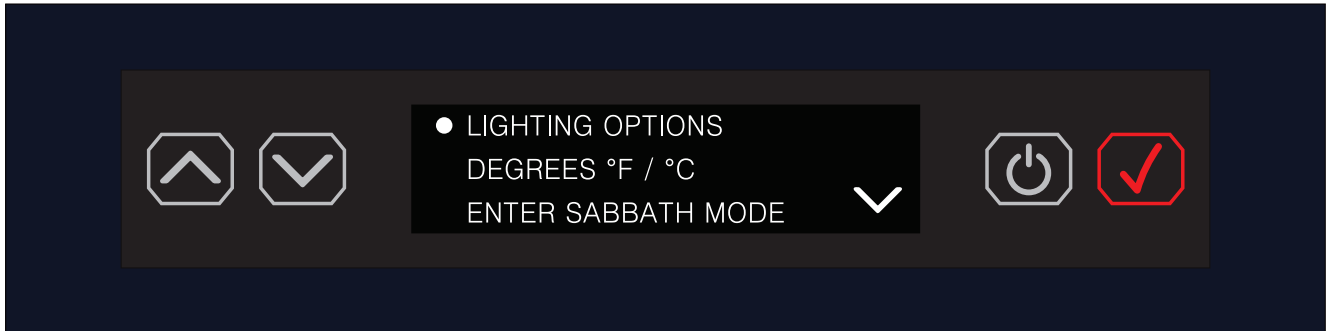 LIGHTING OPTIONS
DEGREES °F / °C
ENTER SABBATH MODE